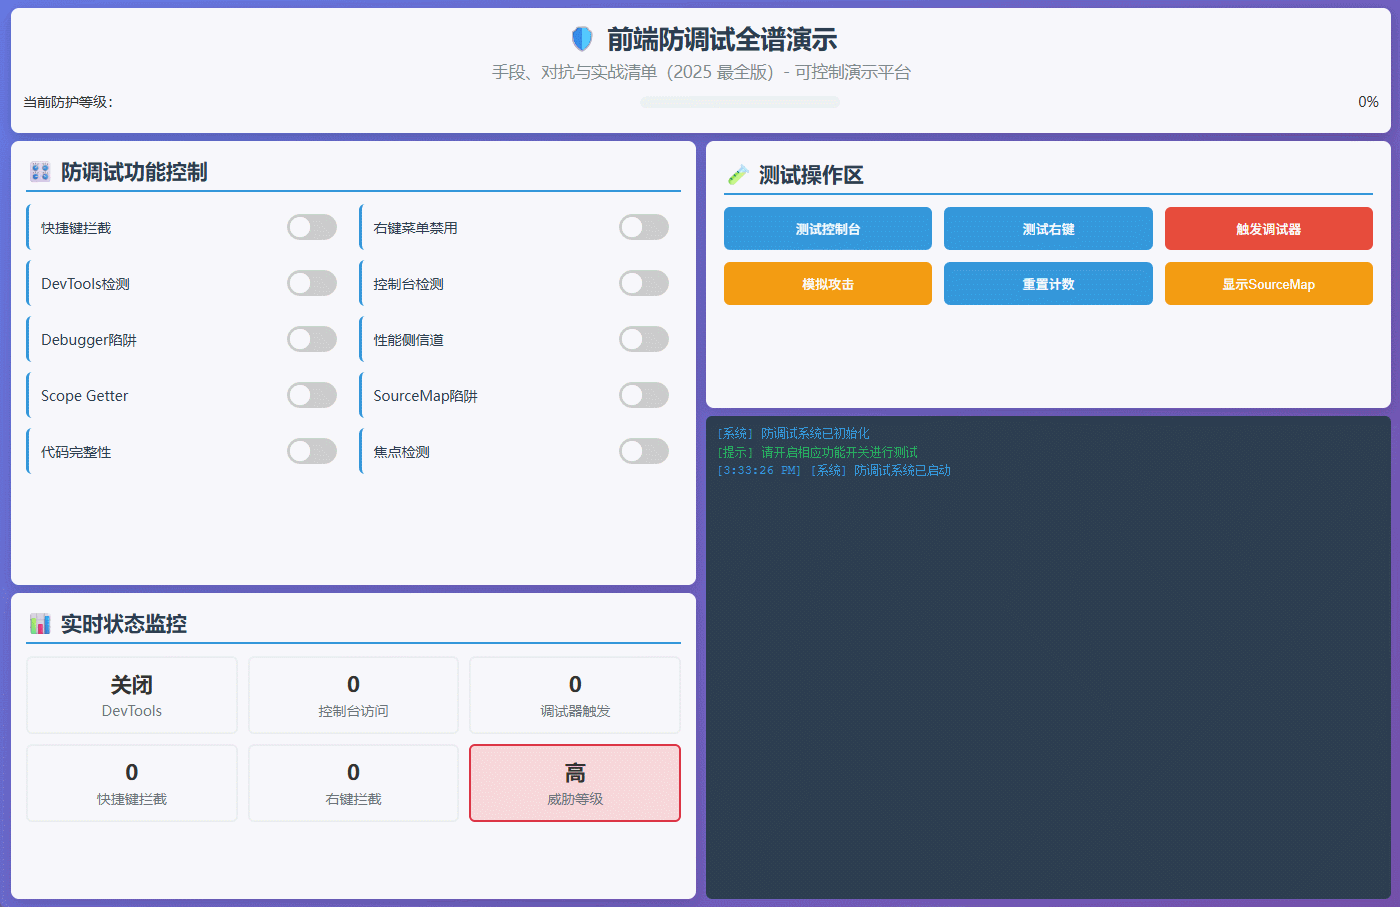 前端防调试全谱演示
手段、对抗与实战清单（2025 最全版）- 可控制演示平台
当前防护等级：
0%
防调试功能控制
快捷键拦截
右键菜单禁用
DevTools检测
控制台检测
Debugger陷阱
性能侧信道
Scope Getter
SourceMap陷阱
代码完整性
焦点检测
实时状态监控
关闭
DevTools
0
控制台访问
0
调试器触发
0
快捷键拦截
0
右键拦截
高
威胁等级
测试操作区
测试控制台
测试右键
触发调试器
模拟攻击
重置计数
显示SourceMap
[系统] 防调试系统已初始化
[提示] 请开启相应功能开关进行测试
[3:33:26 PM] [系统] 防调试系统已启动